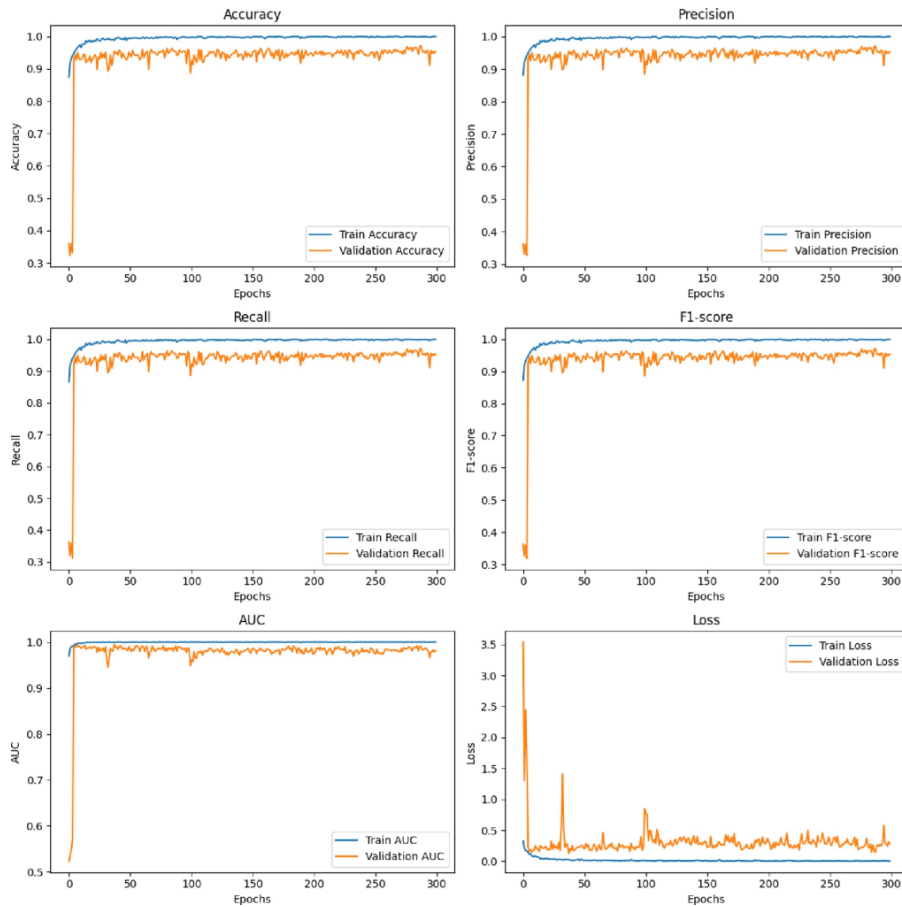 Accuracy
1.0
0.9
0.8
0.7
0.6
0.5
0.4
0.3
Accuracy
Train Accuracy
Validation Accuracy
0 50 100 150 200 250 300
Epochs
Precision
1.0
0.9
0.8
0.7
0.6
0.5
0.4
0.3
Precision
Train Precision
Validation Precision
0 50 100 150 200 250 300
Epochs
Recall
1.0
0.9
0.8
0.7
0.6
0.5
0.4
0.3
Recall
Train Recall
Validation Recall
0 50 100 150 200 250 300
Epochs
F1-score
1.0
0.9
0.8
0.7
0.6
0.5
0.4
0.3
F1-score
Train F1-score
Validation F1-score
0 50 100 150 200 250 300
Epochs
AUC
1.0
0.9
0.8
0.7
0.6
0.5
AUC
Train AUC
Validation AUC
0 50 100 150 200 250 300
Epochs
Loss
3.5
3.0
2.5
2.0
1.5
1.0
0.5
0.0
Loss
Train Loss
Validation Loss
0 50 100 150 200 250 300
Epochs